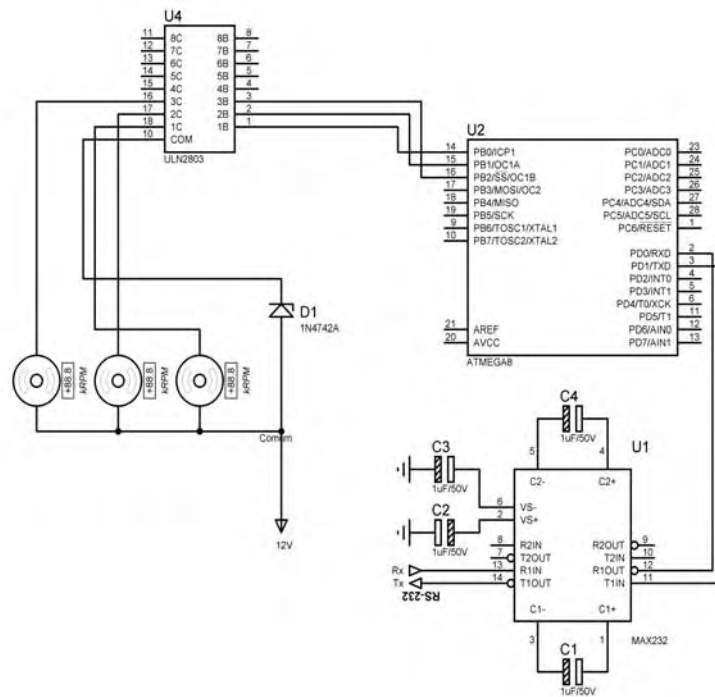 U4
11 8C 8B 8
12 7C 7B 7
13 6C 6B 6
14 5C 5B 5
15 4C 4B 4
16 3C 3B 3
17 2C 2B 2
18 1C 1B 1
10 COM
ULN2803
U2
14 PB0/ICP1 PC0/ADC0 23
15 PB1/OC1A PC1/ADC1 24
16 PB2/SS/OC1B PC2/ADC2 25
17 PB3/MOSI/OC2 PC3/ADC3 26
18 PB4/MISO PC4/ADC4/SDA 27
19 PB5/SCK PC5/ADC5/SCL 28
9 PB6/TOSC1/XTAL1 PC6/RESET 1
10 PB7/TOSC2/XTAL2
PD0/RXD 2
PD1/TXD 3
PD2/INT0 4
PD3/INT1 5
PD4/T0/XCK 6
PD5/T1 11
21 AREF PD6/AIN0 12
20 AVCC PD7/AIN1 13
ATMEGA8
D1
1N4742A
+88.8 kRPM
+88.8 kRPM
+88.8 kRPM
Comum
12V
C4
1uF/50V
C3
1uF/50V
C2
1uF/50V
U1
5 4
C2- C2+
6 VS-
2 VS+
8 R2IN R2OUT 9
7 T2OUT T2IN 10
Rx 13 R1IN R1OUT 12
Tx 14 T1OUT T1IN 11
RS-232
C1- C1+
3 1
MAX232
C1
1uF/50V